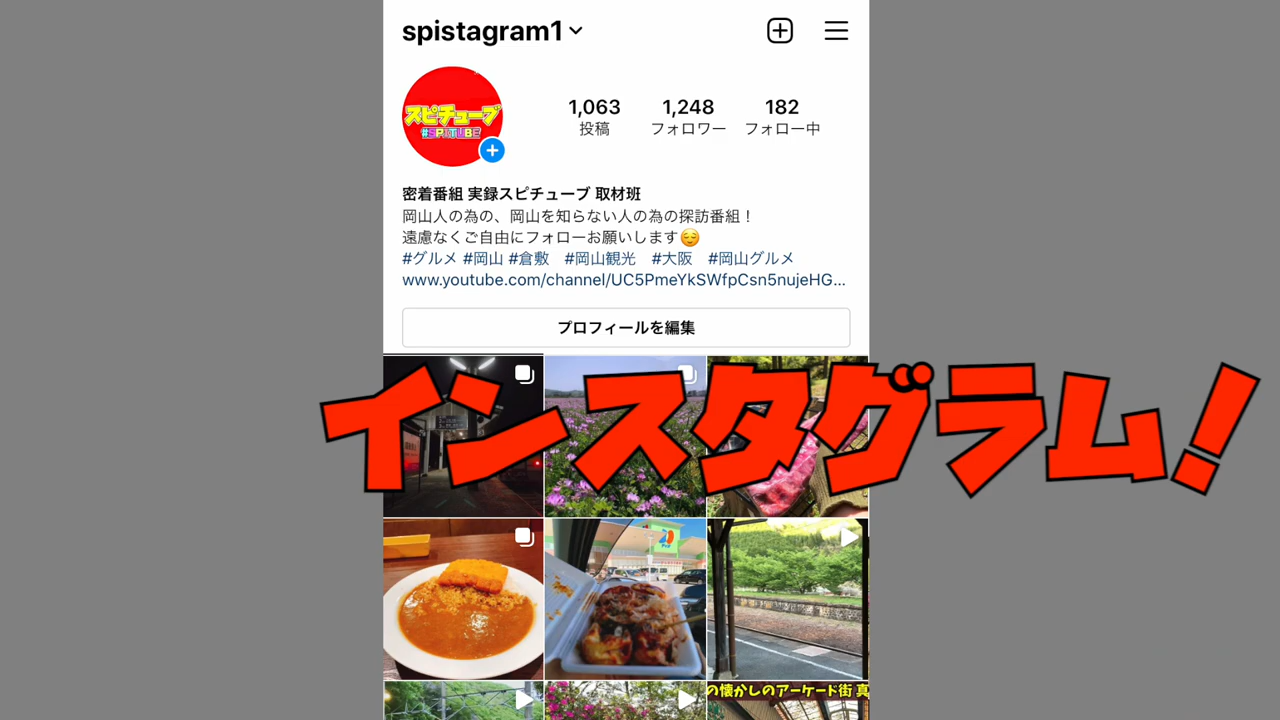 spistagram1
スピチューブ
#SPITUBE
1,063
1,248
182
投稿
フォロワー
フォロー中
密着番組 実録スピチューブ 取材班
岡山人の為の、岡山を知らない人の為の探訪番組！
遠慮なくご自由にフォローお願いします😌
#グルメ #岡山 #倉敷 #岡山観光 #大阪 #岡山グルメ
www.youtube.com/channel/UC5PmeYkSWfpCsn5nujeHG...
プロフィールを編集
インスタグラム！
の懐かしのアーケード街 真